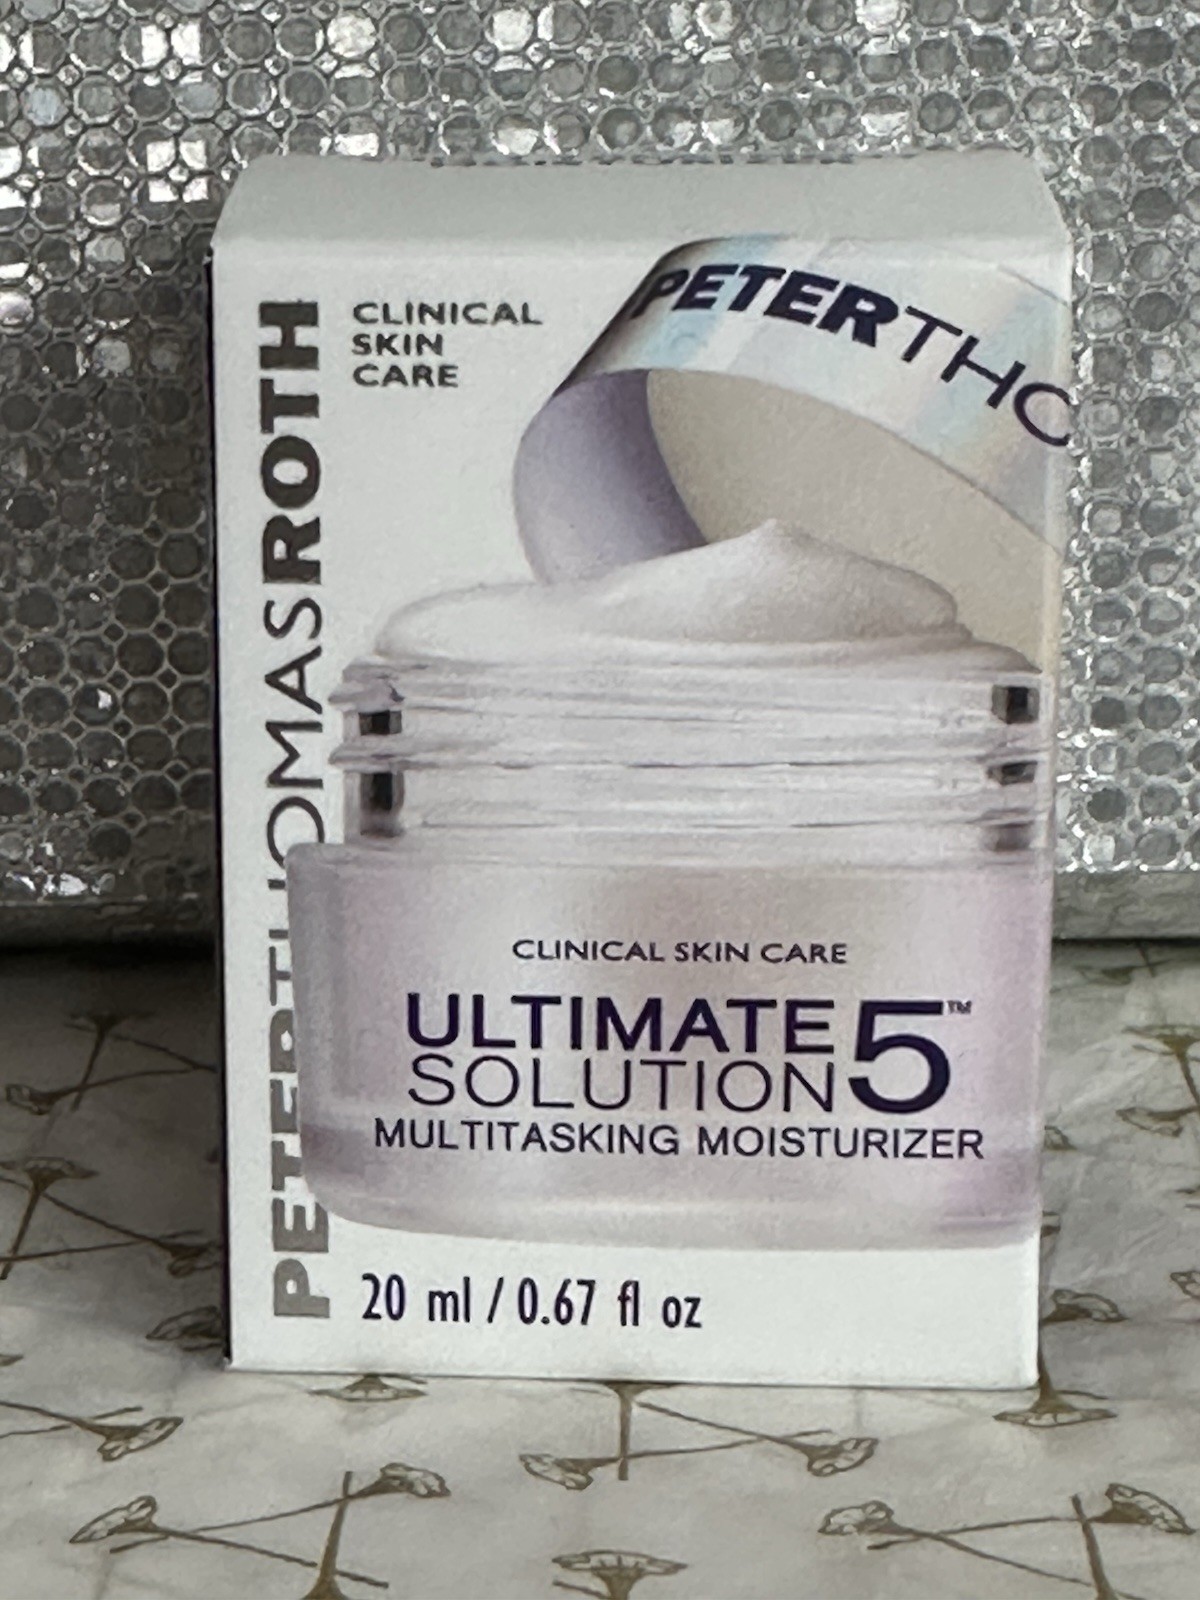 PETERTHOMASROTH
CLINICAL
SKIN
CARE
PETERTHO
CLINICAL SKIN CARE
ULTIMATE
SOLUTION 5™
MULTITASKING MOISTURIZER
20 ml / 0.67 fl oz